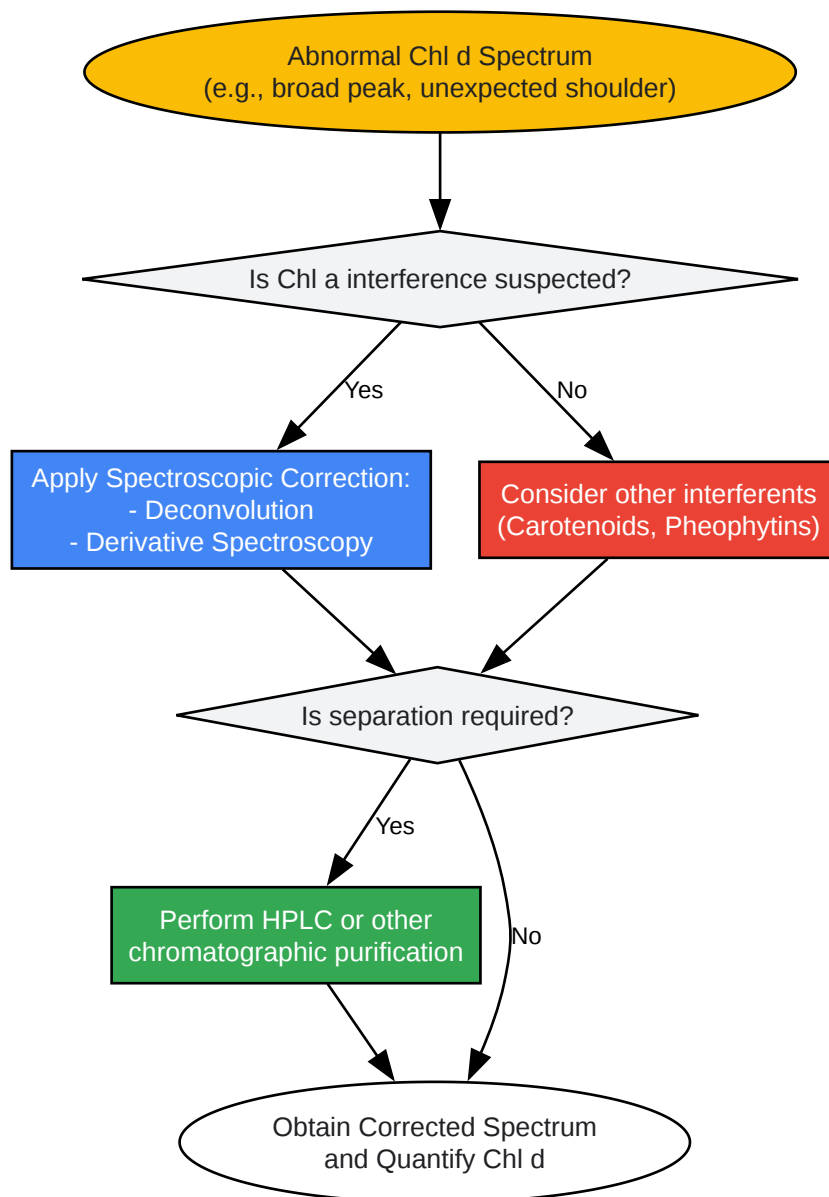 Abnormal Chl d Spectrum
(e.g., broad peak, unexpected shoulder)
Is Chl a interference suspected?
Yes
No
Apply Spectroscopic Correction:
- Deconvolution
- Derivative Spectroscopy
Consider other interferents
(Carotenoids, Pheophytins)
Is separation required?
Yes
Perform HPLC or other
chromatographic purification
No
Obtain Corrected Spectrum
and Quantify Chl d